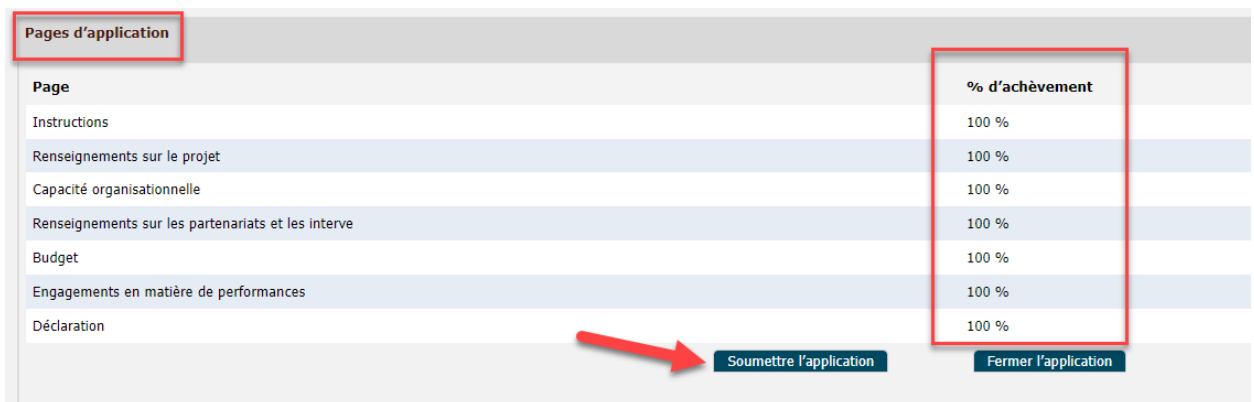 Pages d’application
Page % d’achèvement
Instructions 100 %
Renseignements sur le projet 100 %
Capacité organisationnelle 100 %
Renseignements sur les partenariats et les interve 100 %
Budget 100 %
Engagements en matière de performances 100 %
Déclaration 100 %
Soumettre l’application Fermer l’application